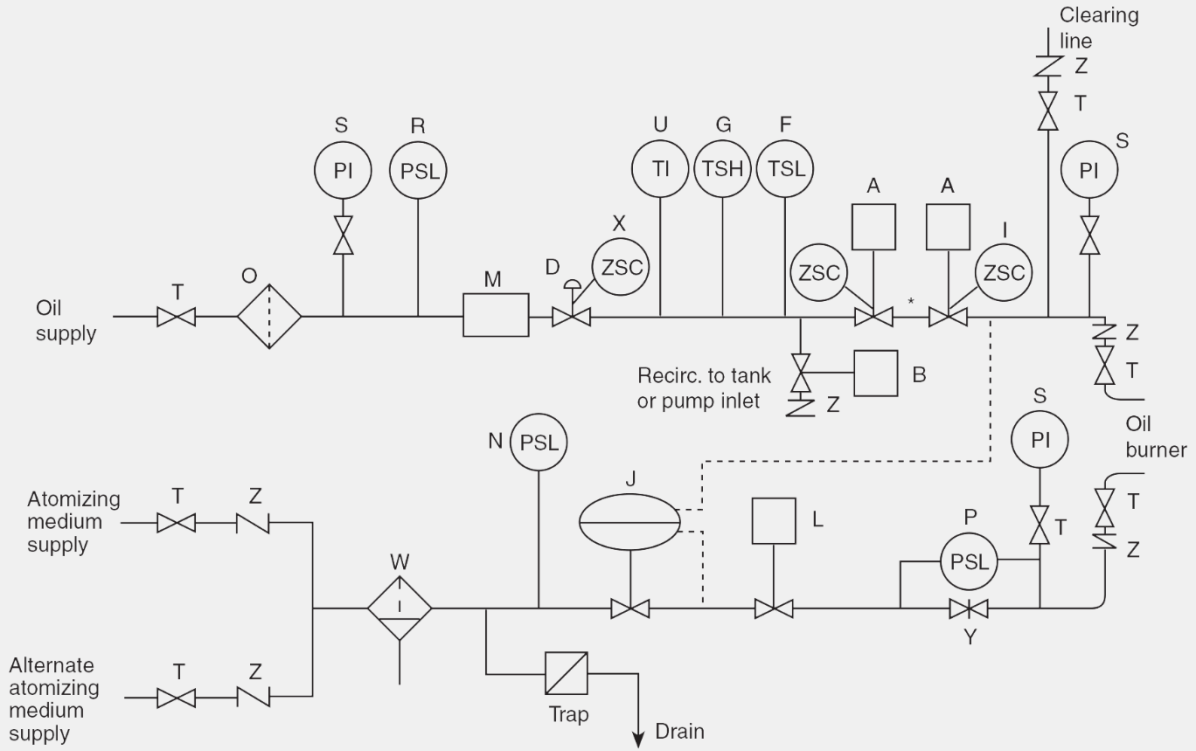 Clearing
line
Z
T
S
R
U
G
F
A
A
S
PI
PSL
TI
TSH
TSL
PI
X
I
D
ZSC
ZSC
ZSC
O
M
T
*
Oil
supply
Z
T
Recirc. to tank
or pump inlet
B
Z
S
Oil
burner
N
PSL
PI
J
L
T
Atomizing
medium
supply
T
Z
P
T
Z
W
PSL
Y
Alternate
atomizing
medium
supply
T
Z
Trap
Drain